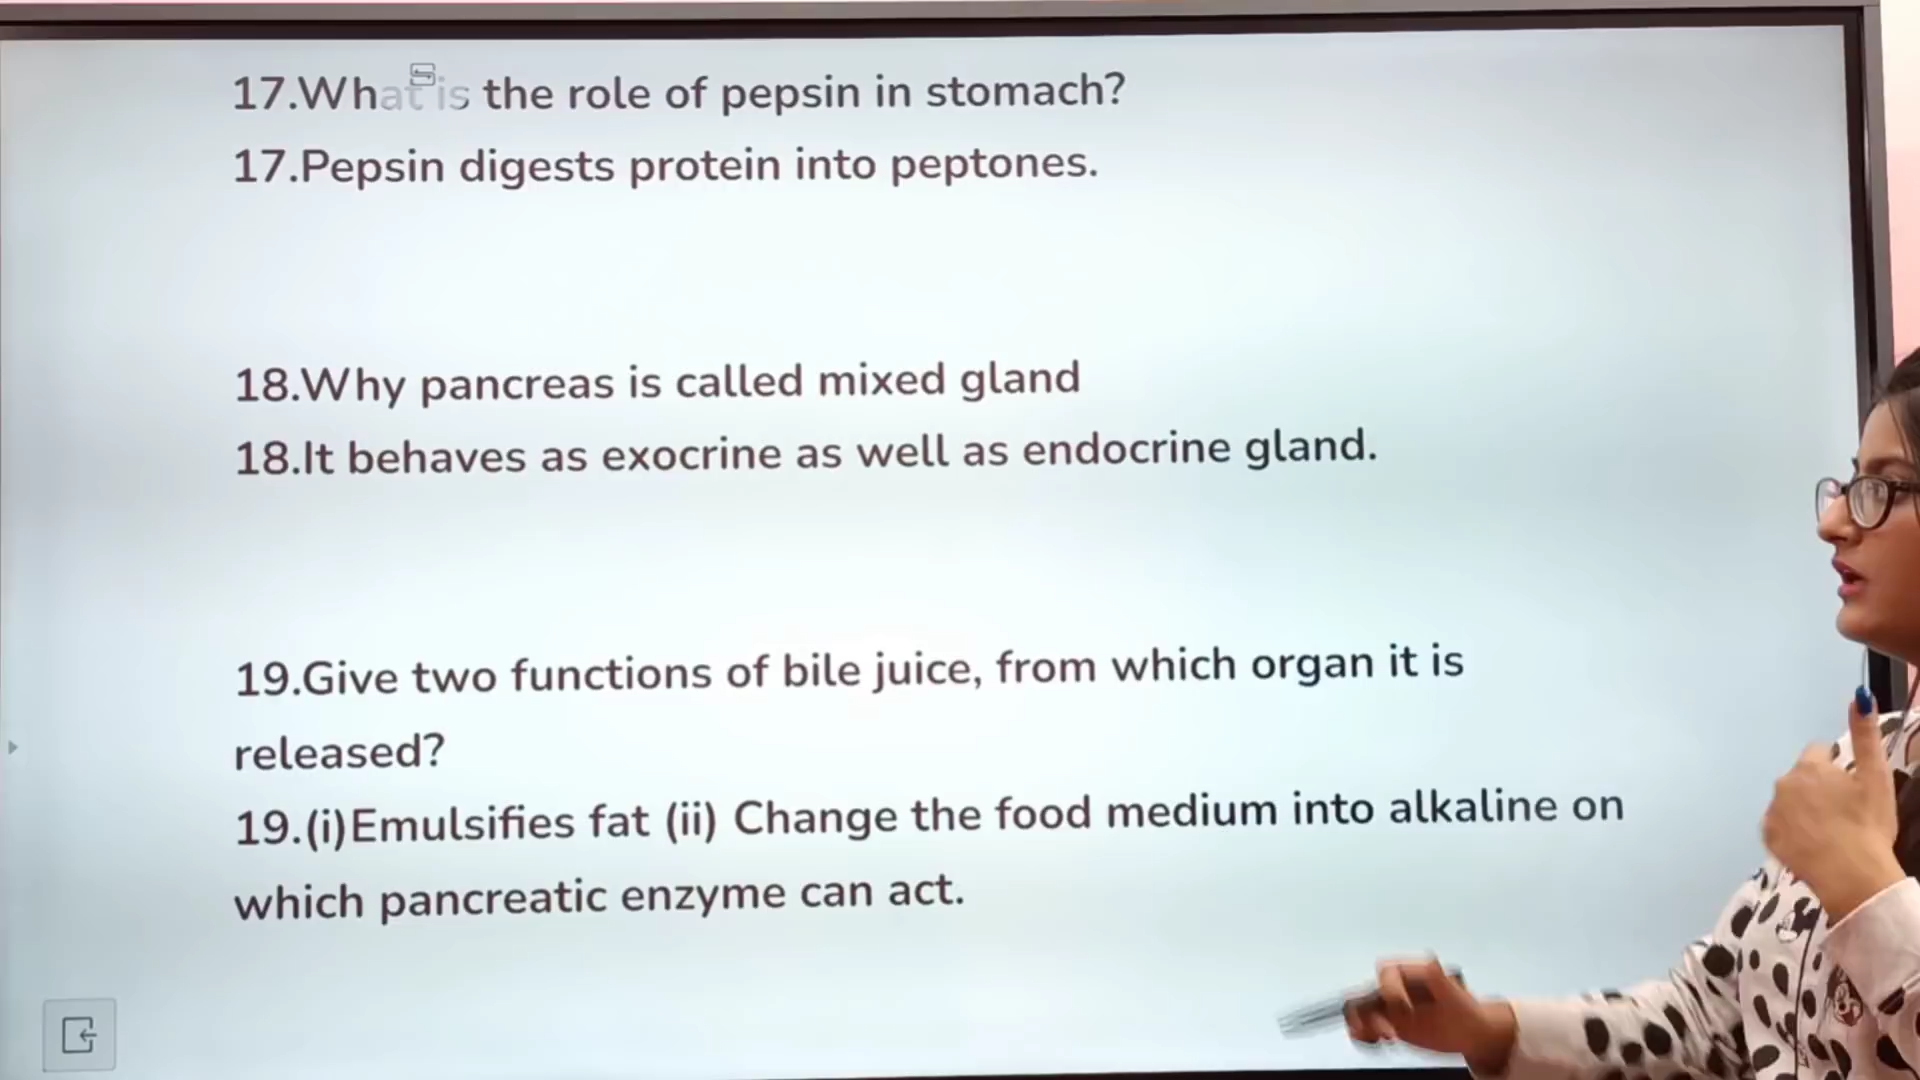 17.What is the role of pepsin in stomach?
17.Pepsin digests protein into peptones.
18.Why pancreas is called mixed gland
18.It behaves as exocrine as well as endocrine gland.
19.Give two functions of bile juice, from which organ it is
released?
19.(i)Emulsifies fat (ii) Change the food medium into alkaline on
which pancreatic enzyme can act.